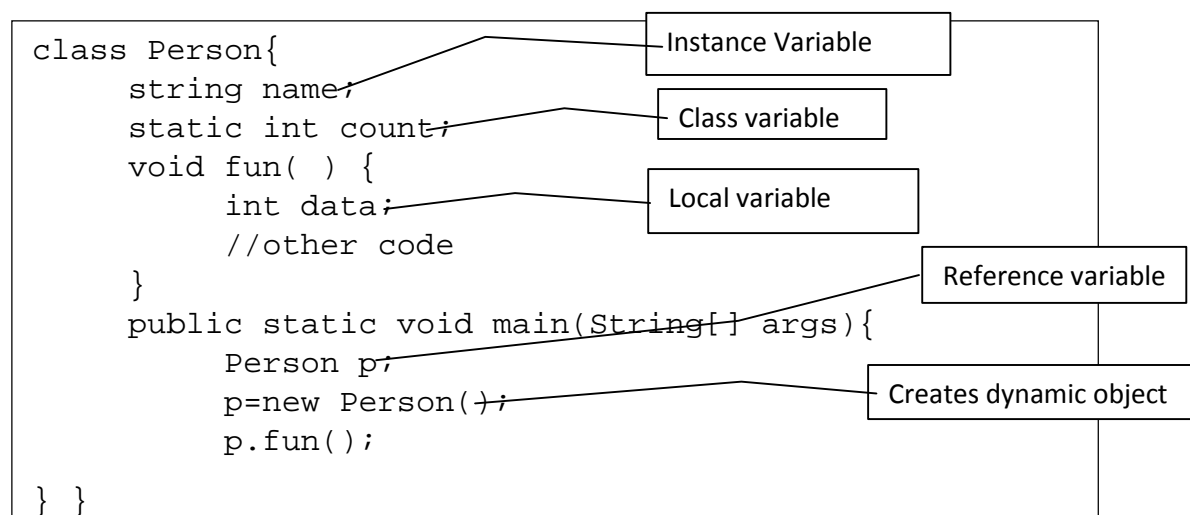 class Person{
Instance Variable
string name;
static int count;
Class variable
void fun( ) {
int data;
Local variable
//other code
}
Reference variable
public static void main(String[] args){
Person p;
p=new Person();
Creates dynamic object
p.fun();
} }